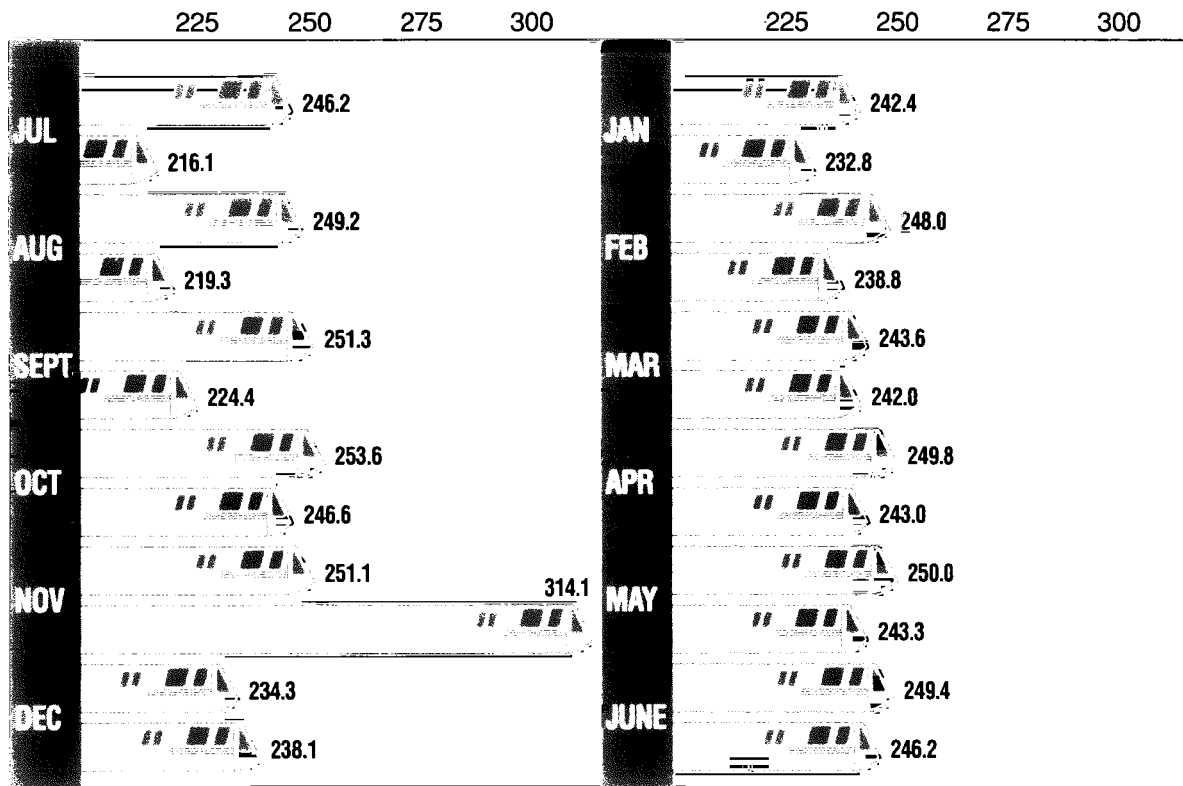 225 250 275 300 225 250 275 300
JUL
246.2
216.1
AUG
249.2
219.3
SEPT
251.3
224.4
OCT
253.6
246.6
NOV
251.1
314.1
DEC
234.3
238.1
JAN
242.4
232.8
FEB
248.0
238.8
MAR
243.6
242.0
APR
249.8
243.0
MAY
250.0
243.3
JUNE
249.4
246.2